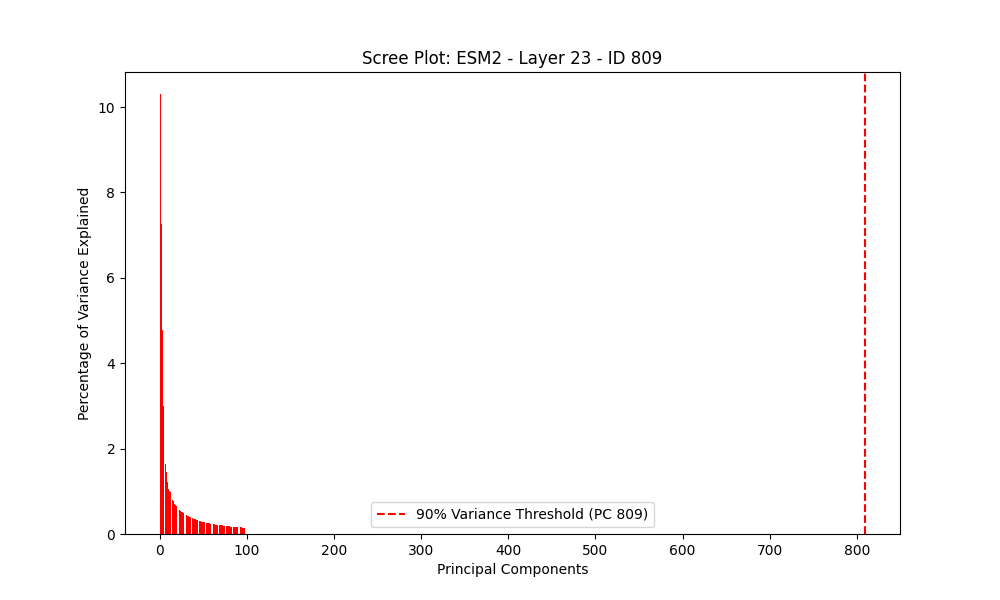 Scree Plot: ESM2 - Layer 23 - ID 809
Percentage of Variance Explained
10
8
6
4
2
0
90% Variance Threshold (PC 809)
0 100 200 300 400 500 600 700 800
Principal Components